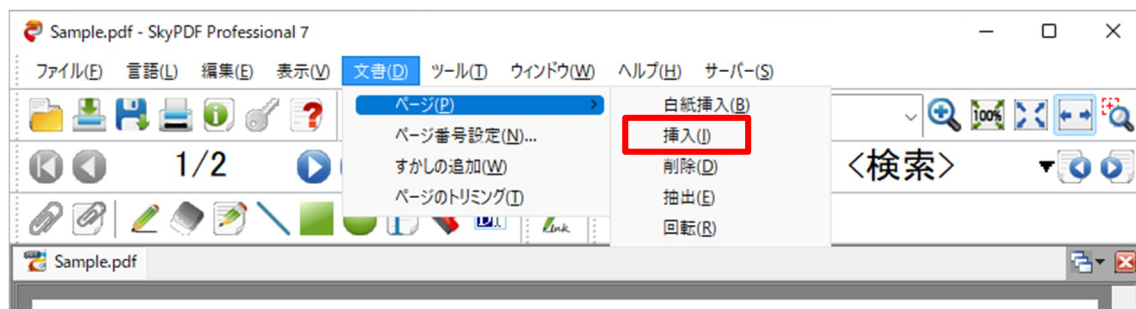 Sample.pdf - SkyPDF Professional 7
ファイル(F) 言語(L) 編集(E) 表示(V) 文書(D) ツール(T) ウィンドウ(W) ヘルプ(H) サーバー(S)
ページ(P)
ページ番号設定(N)...
すかしの追加(W)
ページのトリミング(T)
白紙挿入(B)
挿入(I)
削除(D)
抽出(E)
回転(R)
100%
1/2
<検索>
Link
Sample.pdf